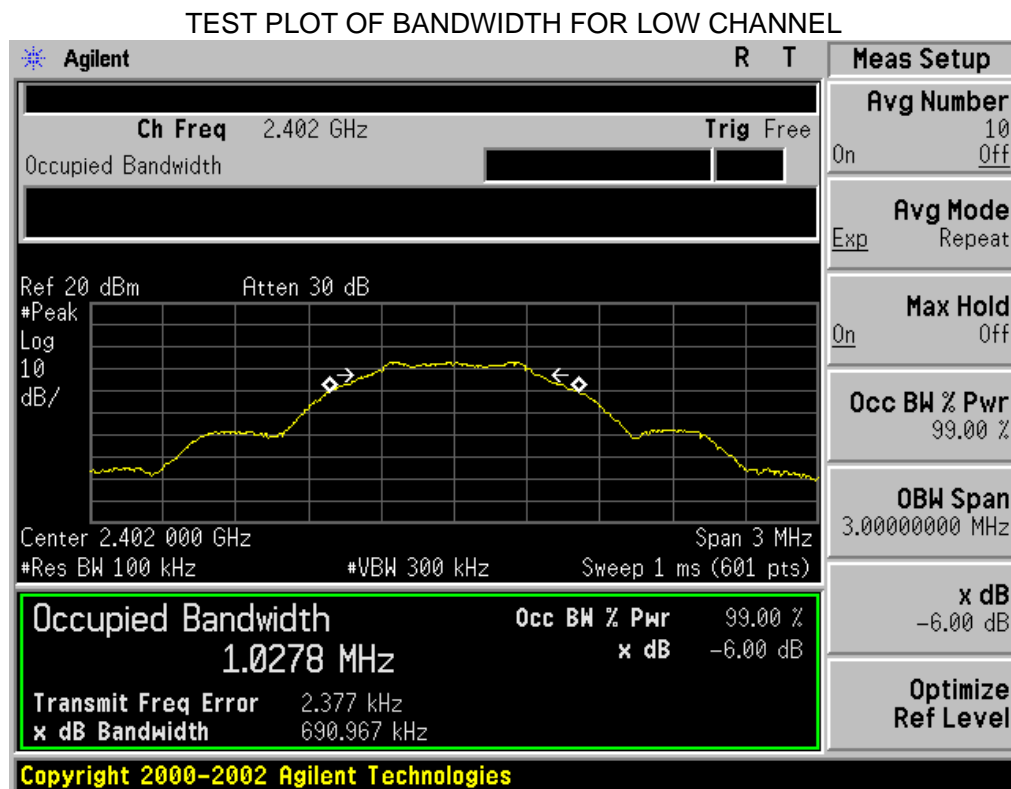 TEST PLOT OF BANDWIDTH FOR LOW CHANNEL
Agilent R T
Ch Freq 2.402 GHz Trig Free
Occupied Bandwidth
Ref 20 dBm Atten 30 dB
#Peak
Log
10
dB/
Center 2.402 000 GHz Span 3 MHz
#Res BW 100 kHz #VBW 300 kHz Sweep 1 ms (601 pts)
Occupied Bandwidth Occ BW % Pwr 99.00 %
1.0278 MHz x dB -6.00 dB
Transmit Freq Error 2.377 kHz
x dB Bandwidth 690.967 kHz
Copyright 2000-2002 Agilent Technologies
Meas Setup
Avg Number
10
On Off
Avg Mode
Exp Repeat
Max Hold
On Off
Occ BW % Pwr
99.00 %
OBW Span
3.00000000 MHz
x dB
-6.00 dB
Optimize
Ref Level